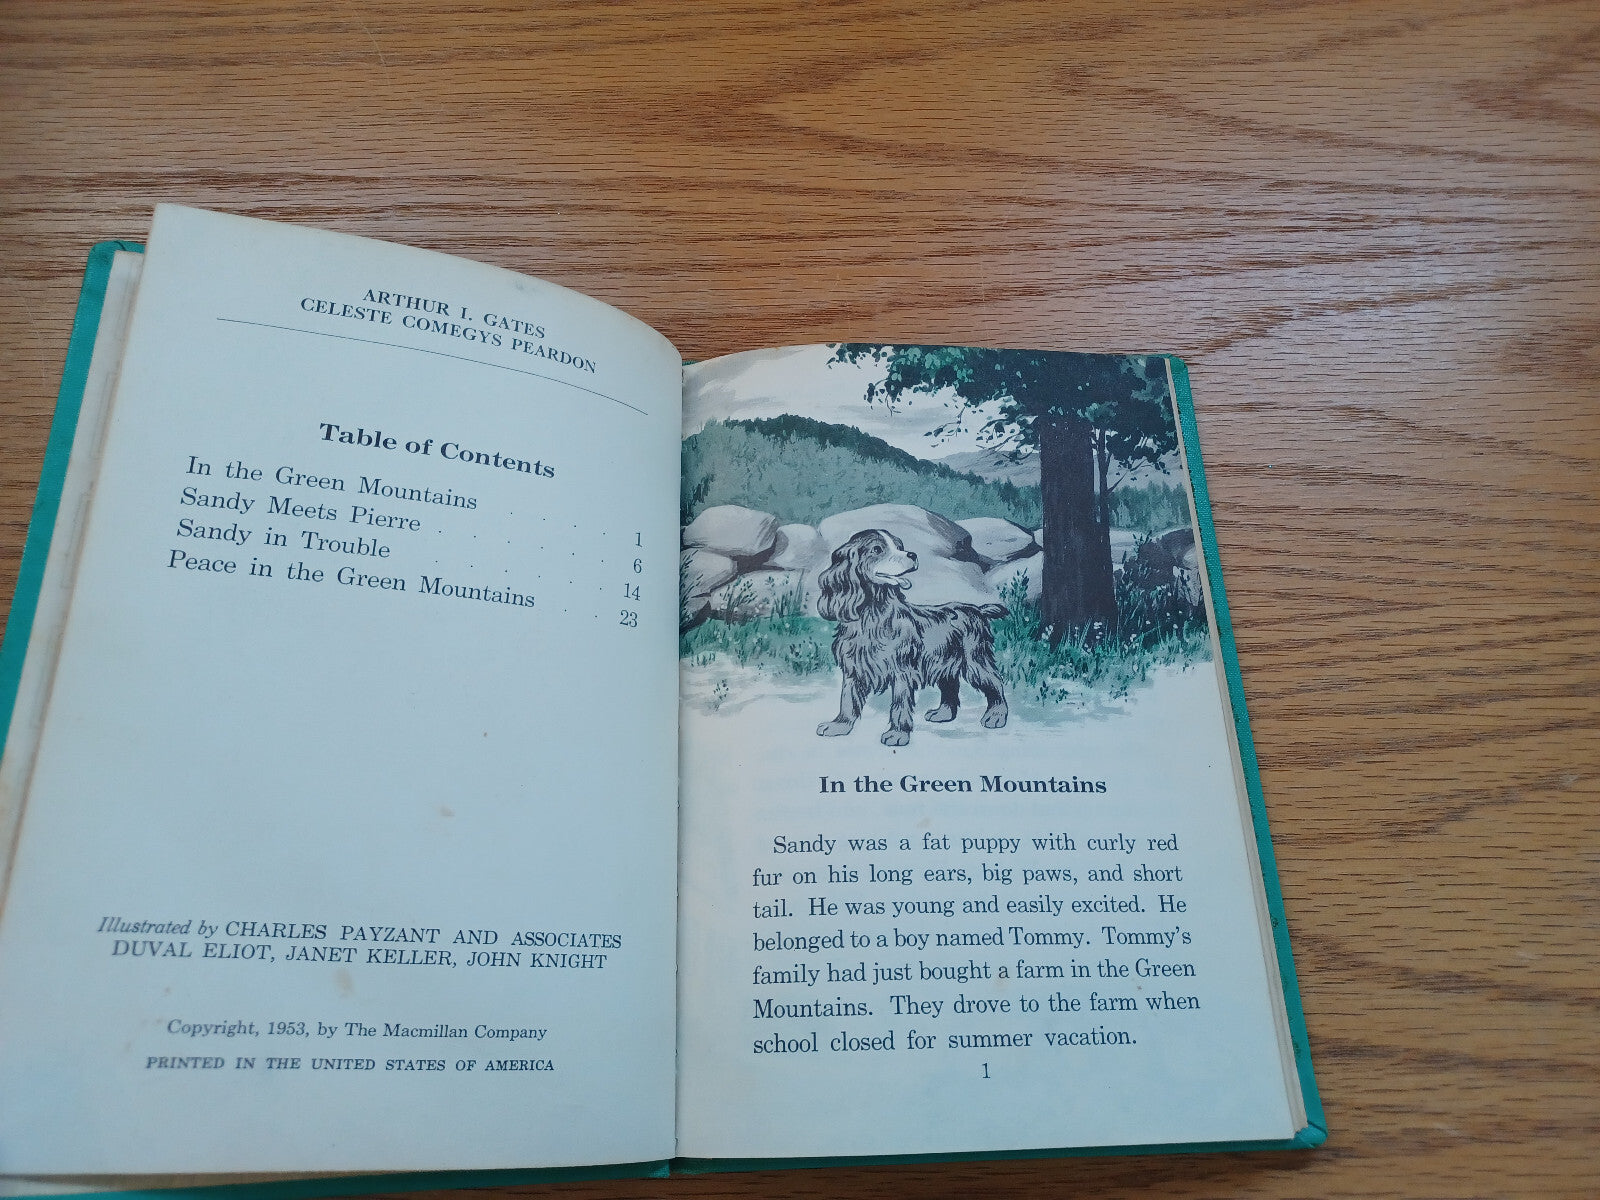 ARTHUR I. GATES
CELESTE COMEGYS PEARDON
Table of Contents
In the Green Mountains . . . . 1
Sandy Meets Pierre . . . . . . 6
Sandy in Trouble . . . . . . 14
Peace in the Green Mountains . . 23
Illustrated by CHARLES PAYZANT AND ASSOCIATES
DUVAL ELIOT, JANET KELLER, JOHN KNIGHT
Copyright, 1953, by The Macmillan Company
PRINTED IN THE UNITED STATES OF AMERICA
In the Green Mountains
Sandy was a fat puppy with curly red
fur on his long ears, big paws, and short
tail. He was young and easily excited. He
belonged to a boy named Tommy. Tommy's
family had just bought a farm in the Green
Mountains. They drove to the farm when
school closed for summer vacation.
1